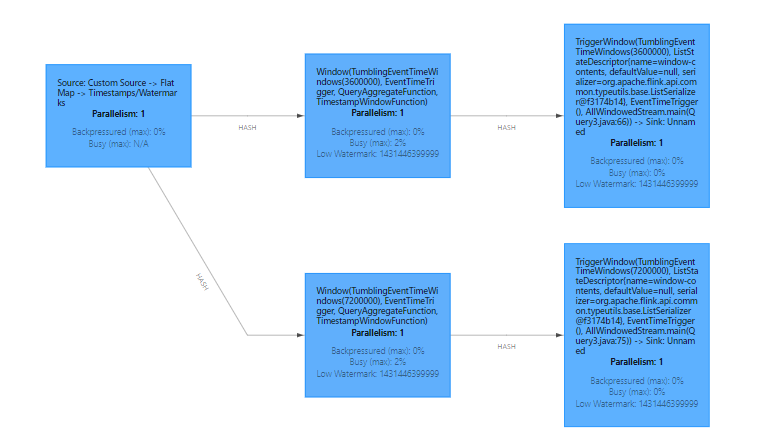 Source: Custom Source -> Flat
Map -> Timestamps/Watermar
ks
Parallelism: 1
Backpressured (max): 0%
Busy (max): N/A
HASH
Window(TumblingEventTimeWi
ndows(3600000), EventTimeTri
gger, QueryAggregateFunction,
TimestampWindowFunction)
Parallelism: 1
Backpressured (max): 0%
Busy (max): 2%
Low Watermark: 1431446399999
HASH
TriggerWindow(TumblingEvent
TimeWindows(3600000), ListSt
ateDescriptor{name=window-c
ontents, defaultValue=null, seri
alizer=org.apache.flink.api.com
mon.typeutils.base.ListSerialize
r@f3174b14}, EventTimeTrigger
(), AllWindowedStream.main(Q
uery3.java:66)) -> Sink: Unnam
ed
Parallelism: 1
Backpressured (max): 0%
Busy (max): 0%
Low Watermark: 1431446399999
HASH
Window(TumblingEventTimeWi
ndows(7200000), EventTimeTri
gger, QueryAggregateFunction,
TimestampWindowFunction)
Parallelism: 1
Backpressured (max): 0%
Busy (max): 2%
Low Watermark: 1431446399999
HASH
TriggerWindow(TumblingEvent
TimeWindows(7200000), ListSta
teDescriptor{name=window-co
ntents, defaultValue=null, serial
izer=org.apache.flink.api.comm
on.typeutils.base.ListSerializer
@f3174b14}, EventTimeTrigger
(), AllWindowedStream.main(Q
uery3.java:75)) -> Sink: Unnam
ed
Parallelism: 1
Backpressured (max): 0%
Busy (max): 0%
Low Watermark: 1431446399999